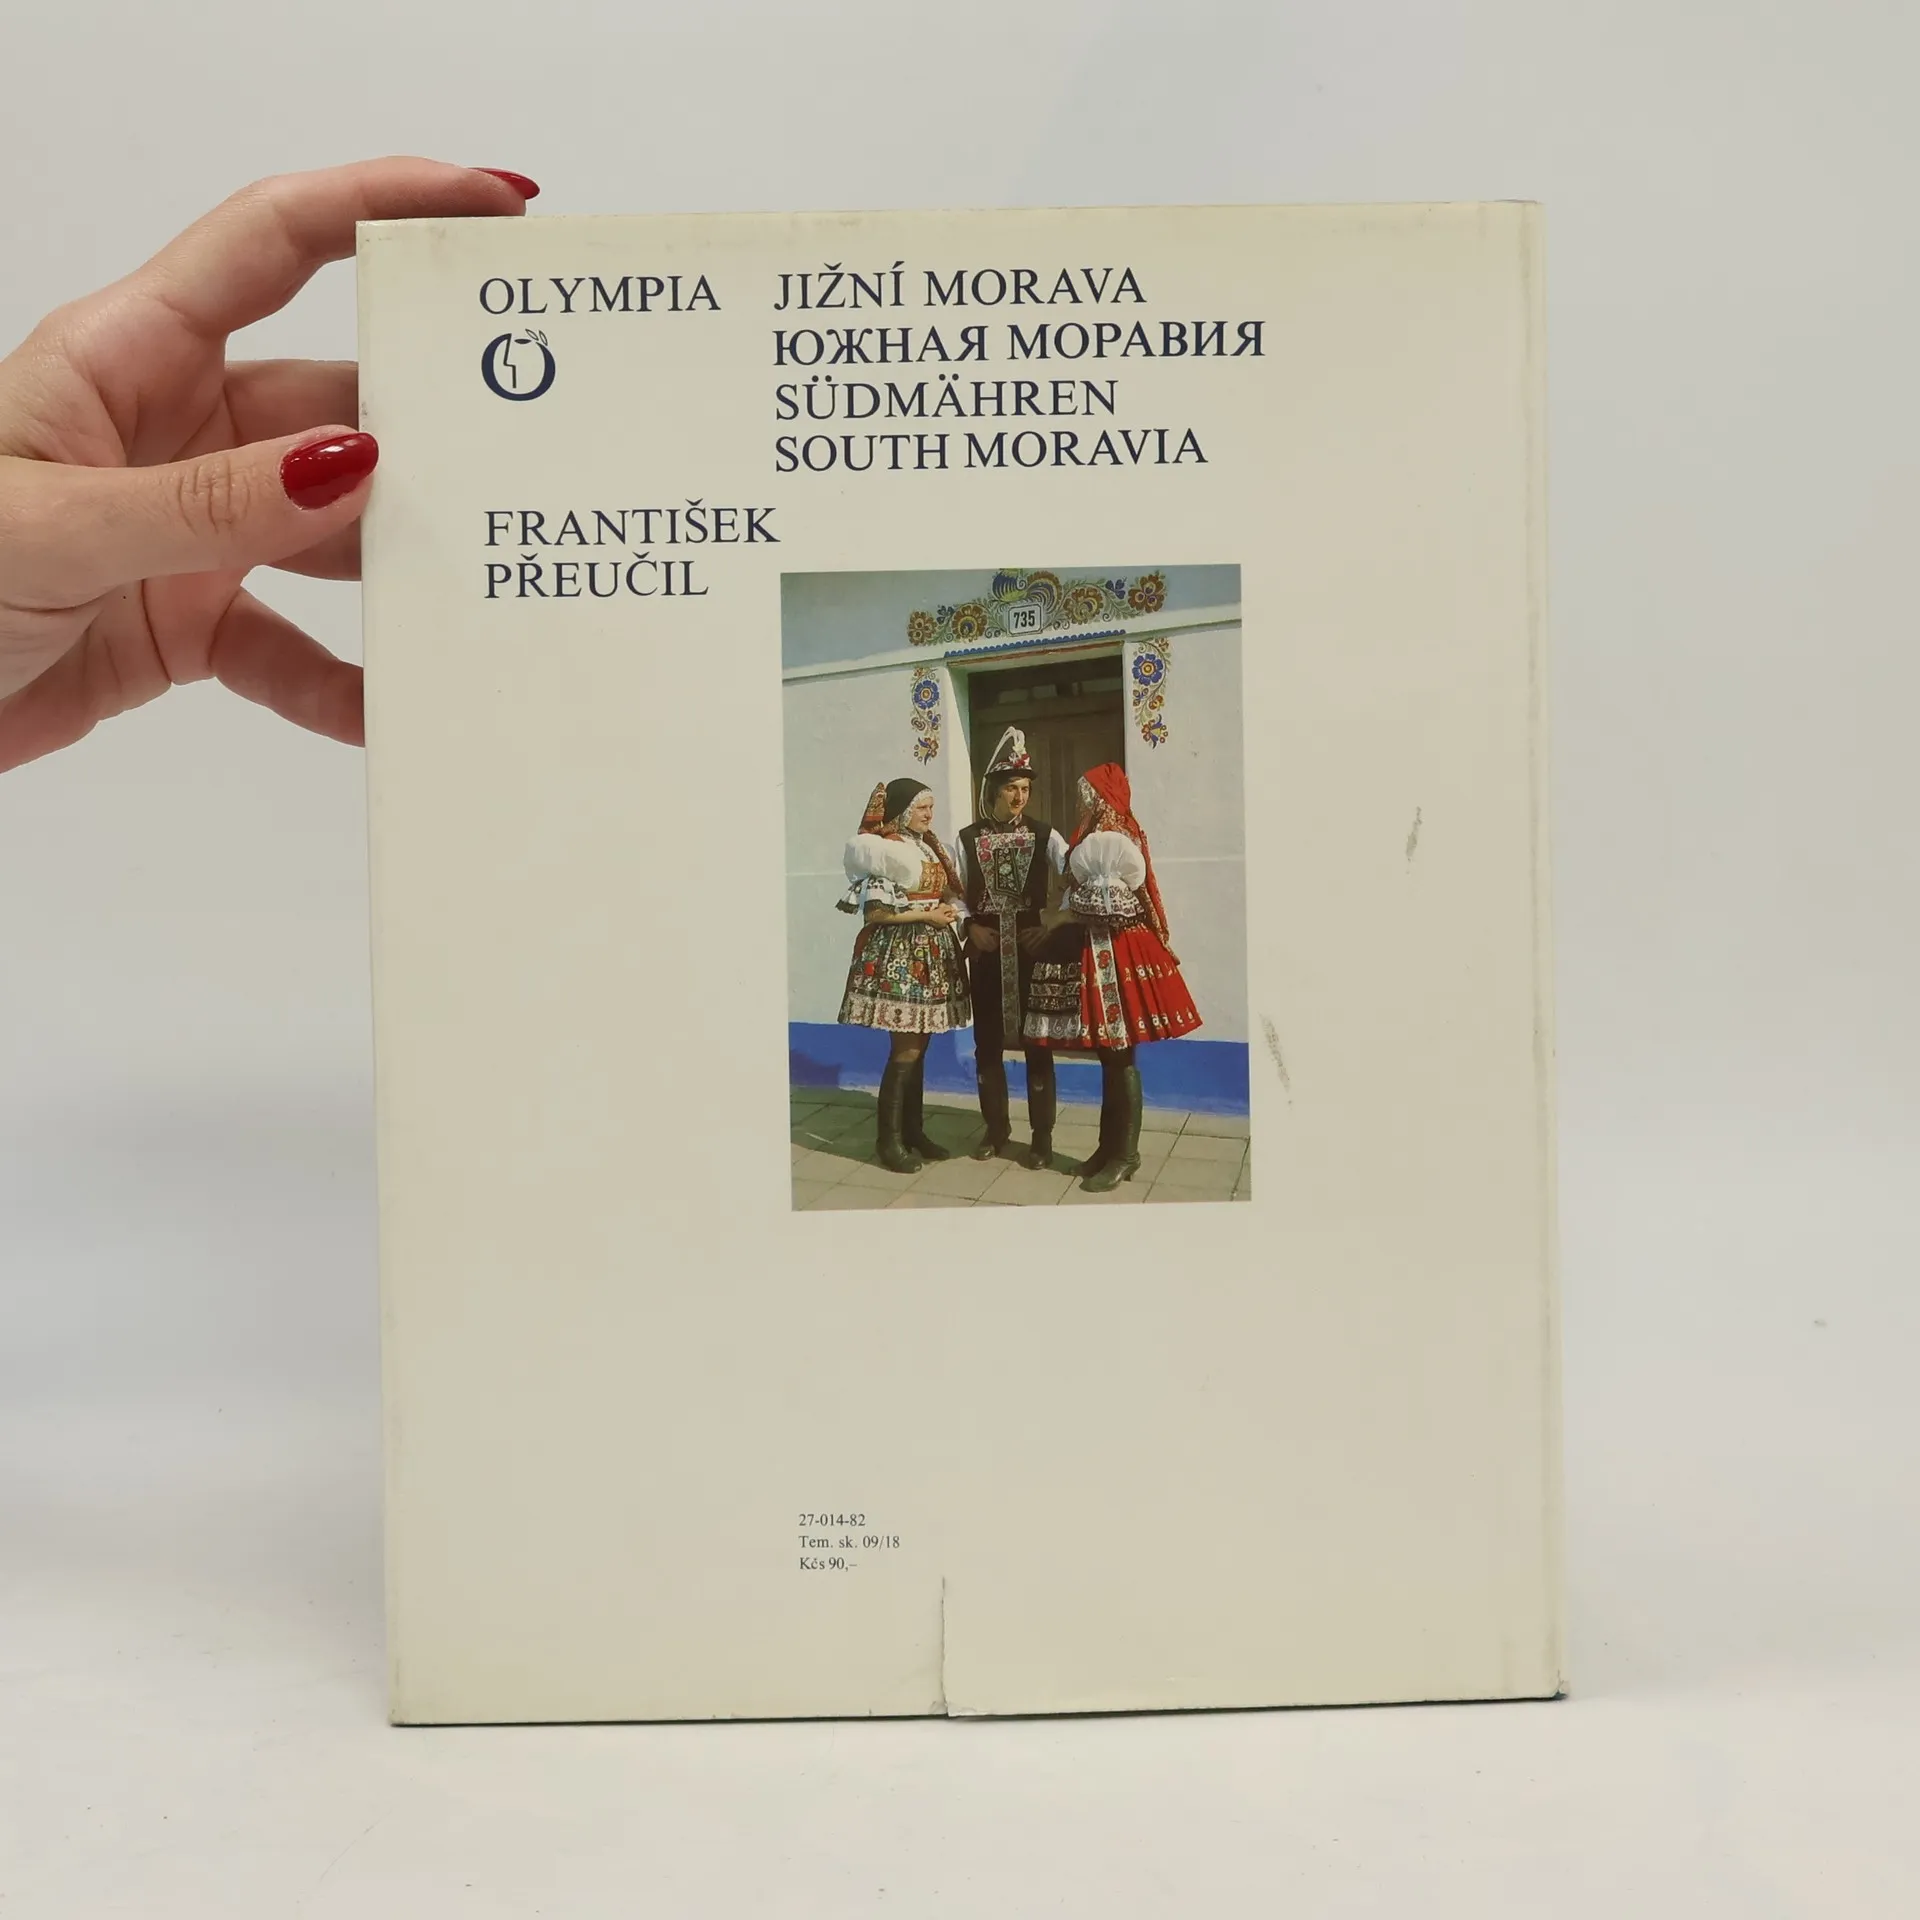 OLYMPIA
JIŽNÍ MORAVA
ЮЖНАЯ МОРАВИЯ
SÜDMÄHREN
SOUTH MORAVIA
FRANTIŠEK
PŘEUČIL
735
27-014-82
Tem. sk. 09/18
Kčs 90,–